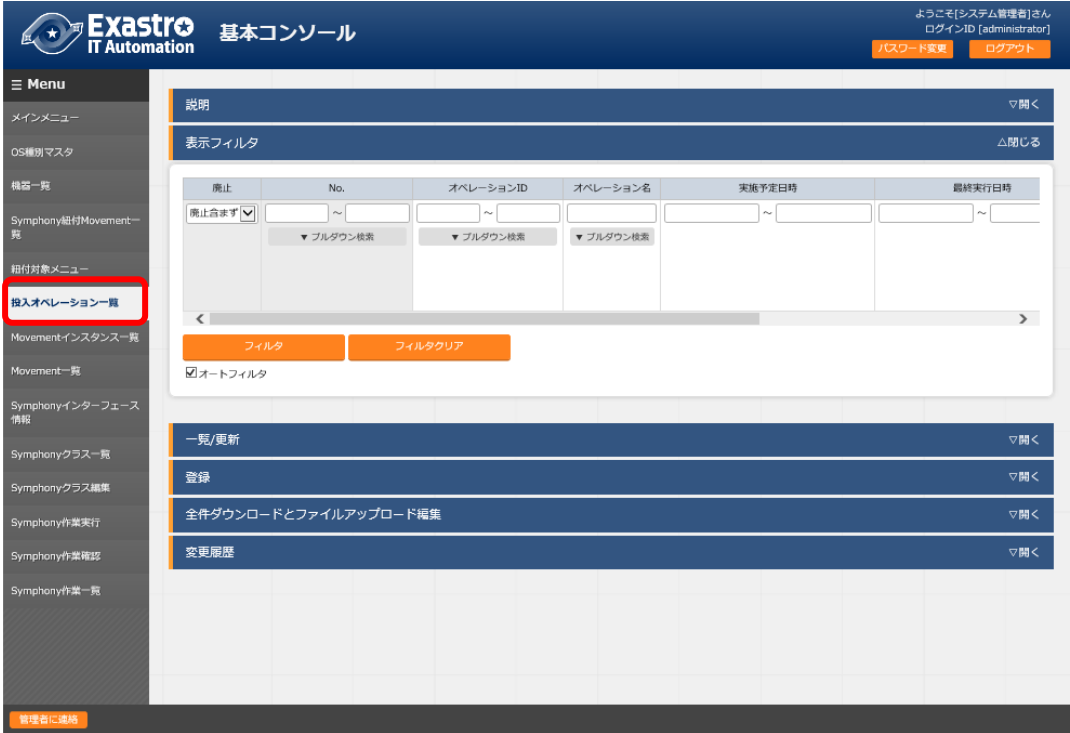 Exastro
IT Automation
基本コンソール
ようこそ[システム管理者]さん
ログインID [administrator]
パスワード変更
ログアウト
☰ Menu
メインメニュー
OS種別マスタ
機器一覧
Symphony紐付Movement一
覧
紐付対象メニュー
投入オペレーション一覧
Movementインスタンス一覧
Movement一覧
Symphonyインターフェース
情報
Symphonyクラス一覧
Symphonyクラス編集
Symphony作業実行
Symphony作業確認
Symphony作業一覧
説明 ▽開く
表示フィルタ △閉じる
廃止 No. オペレーションID オペレーション名 実施予定日時 最終実行日時
廃止含まず ～ ～ ～ ～
▼ プルダウン検索 ▼ プルダウン検索 ▼ プルダウン検索
フィルタ フィルタクリア
オートフィルタ
一覧/更新 ▽開く
登録 ▽開く
全件ダウンロードとファイルアップロード編集 ▽開く
変更履歴 ▽開く
管理者に連絡